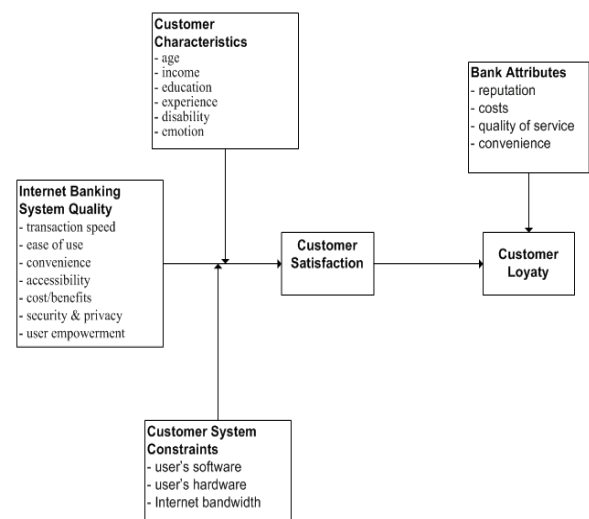 Customer
Characteristics
- age
- income
- education
- experience
- disability
- emotion
Bank Attributes
- reputation
- costs
- quality of service
- convenience
Internet Banking
System Quality
- transaction speed
- ease of use
- convenience
- accessibility
- cost/benefits
- security & privacy
- user empowerment
Customer
Satisfaction
Customer
Loyaty
Customer System
Constraints
- user's software
- user's hardware
- Internet bandwidth